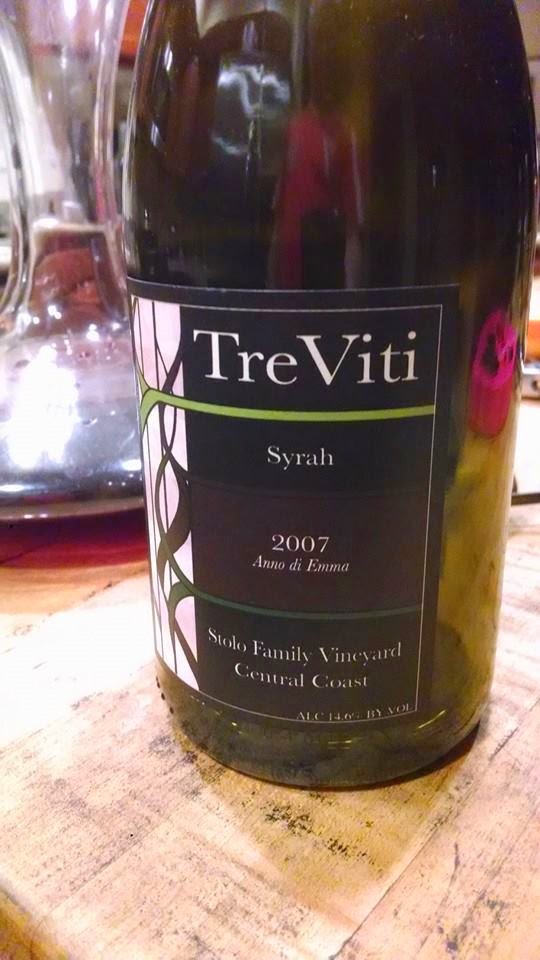 TreViti
Syrah
2007
Anno di Emma
Stolo Family Vineyard
Central Coast
ALC 14.6% BY VOL